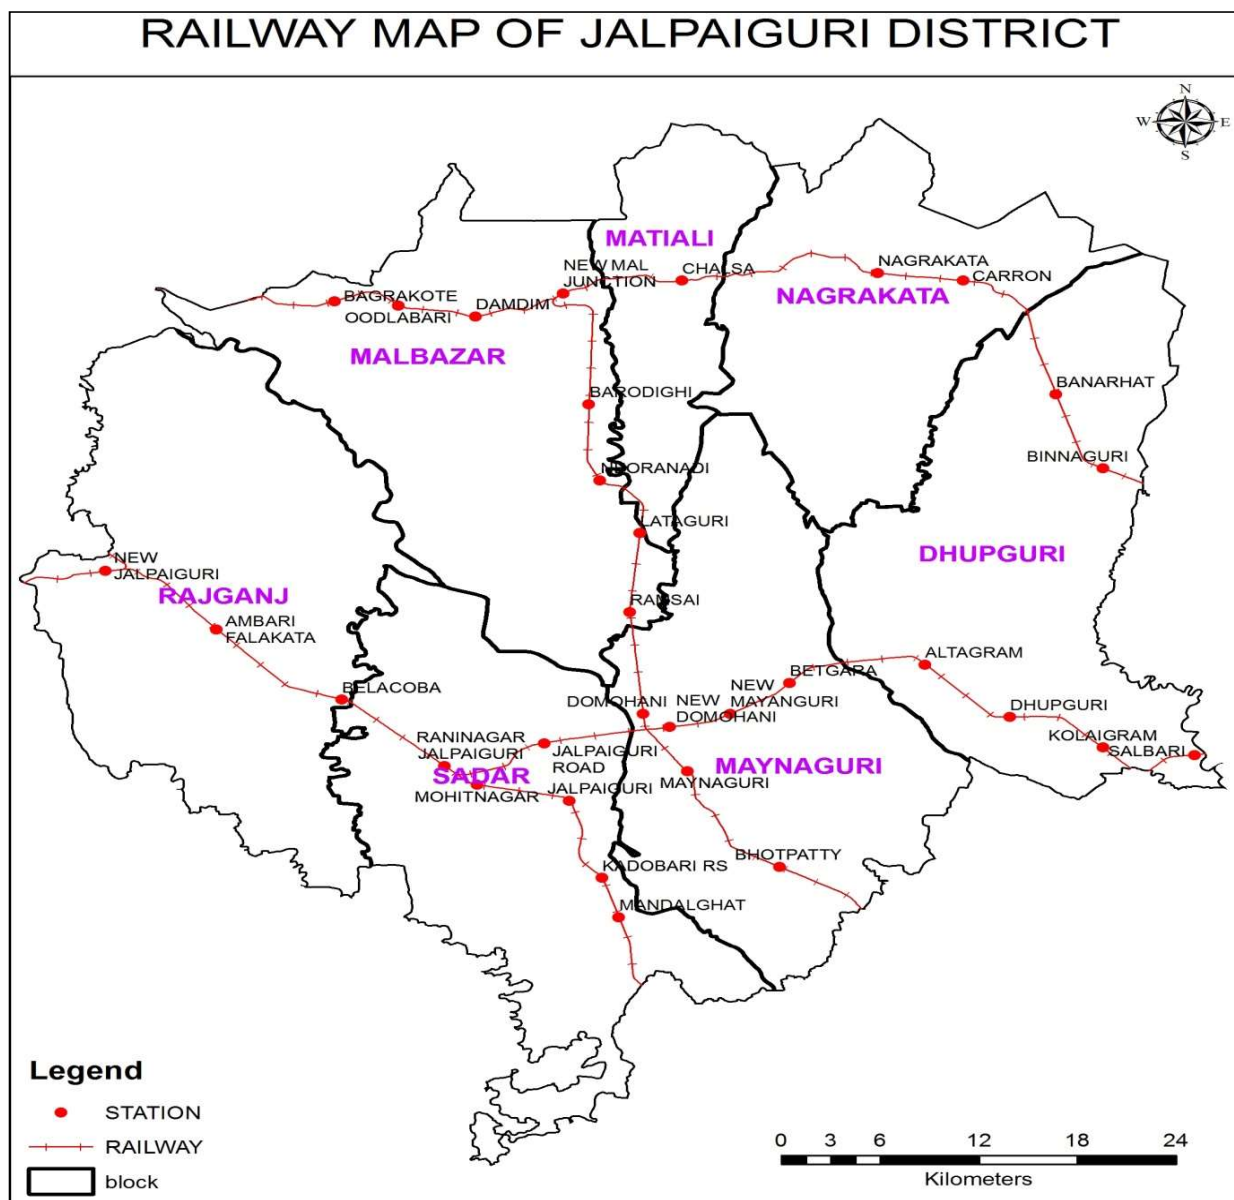 RAILWAY MAP OF JALPAIGURI DISTRICT
N
W E
S
MATIALI
NEW MAL
JUNCTION
CHALSA
NAGRAKATA
CARRON
NAGRAKATA
BAGRAKOTE
OODLABARI
DAMDIM
MALBAZAR
BARODIGHI
BANARHAT
BINNAGURI
NEORANADI
LATAGURI
DHUPGURI
NEW
JALPAIGURI
RAJGANJ
RAMSAI
AMBARI
FALAKATA
BETGARA
ALTAGRAM
BELACOBA
DOMOHANI
NEW
DOMOHANI
NEW
MAYANGURI
DHUPGURI
RANINAGAR
JALPAIGURI
JALPAIGURI
ROAD
KOLAIGRAM
SALBARI
SADAR
MAYNAGURI
MAYNAGURI
MOHITNAGAR
JALPAIGURI
BHOTPATTY
KADOBARI RS
MANDALGHAT
Legend
STATION
RAILWAY
block
0 3 6 12 18 24
Kilometers